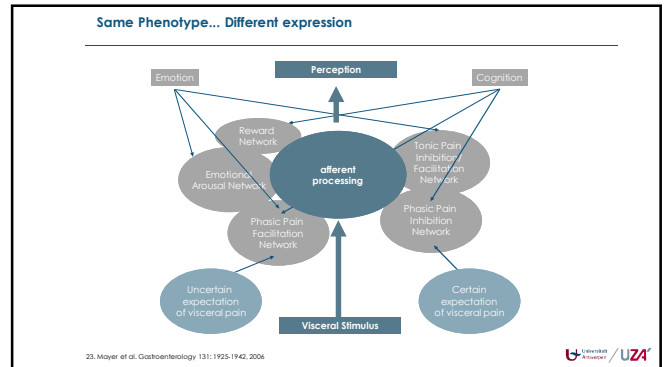 Same Phenotype... Different expression
Perception
Emotion
Cognition
Reward
Network
Tonic Pain
Inhibition
Facilitation
Network
afferent
processing
Emotional
Arousal Network
Phasic Pain
Facilitation
Network
Phasic Pain
Inhibition
Network
Uncertain
expectation
of visceral pain
Certain
expectation
of visceral pain
Visceral Stimulus
23. Mayer et al. Gastroenterology 131: 1925-1942, 2006
Universiteit
Antwerpen
UZA'